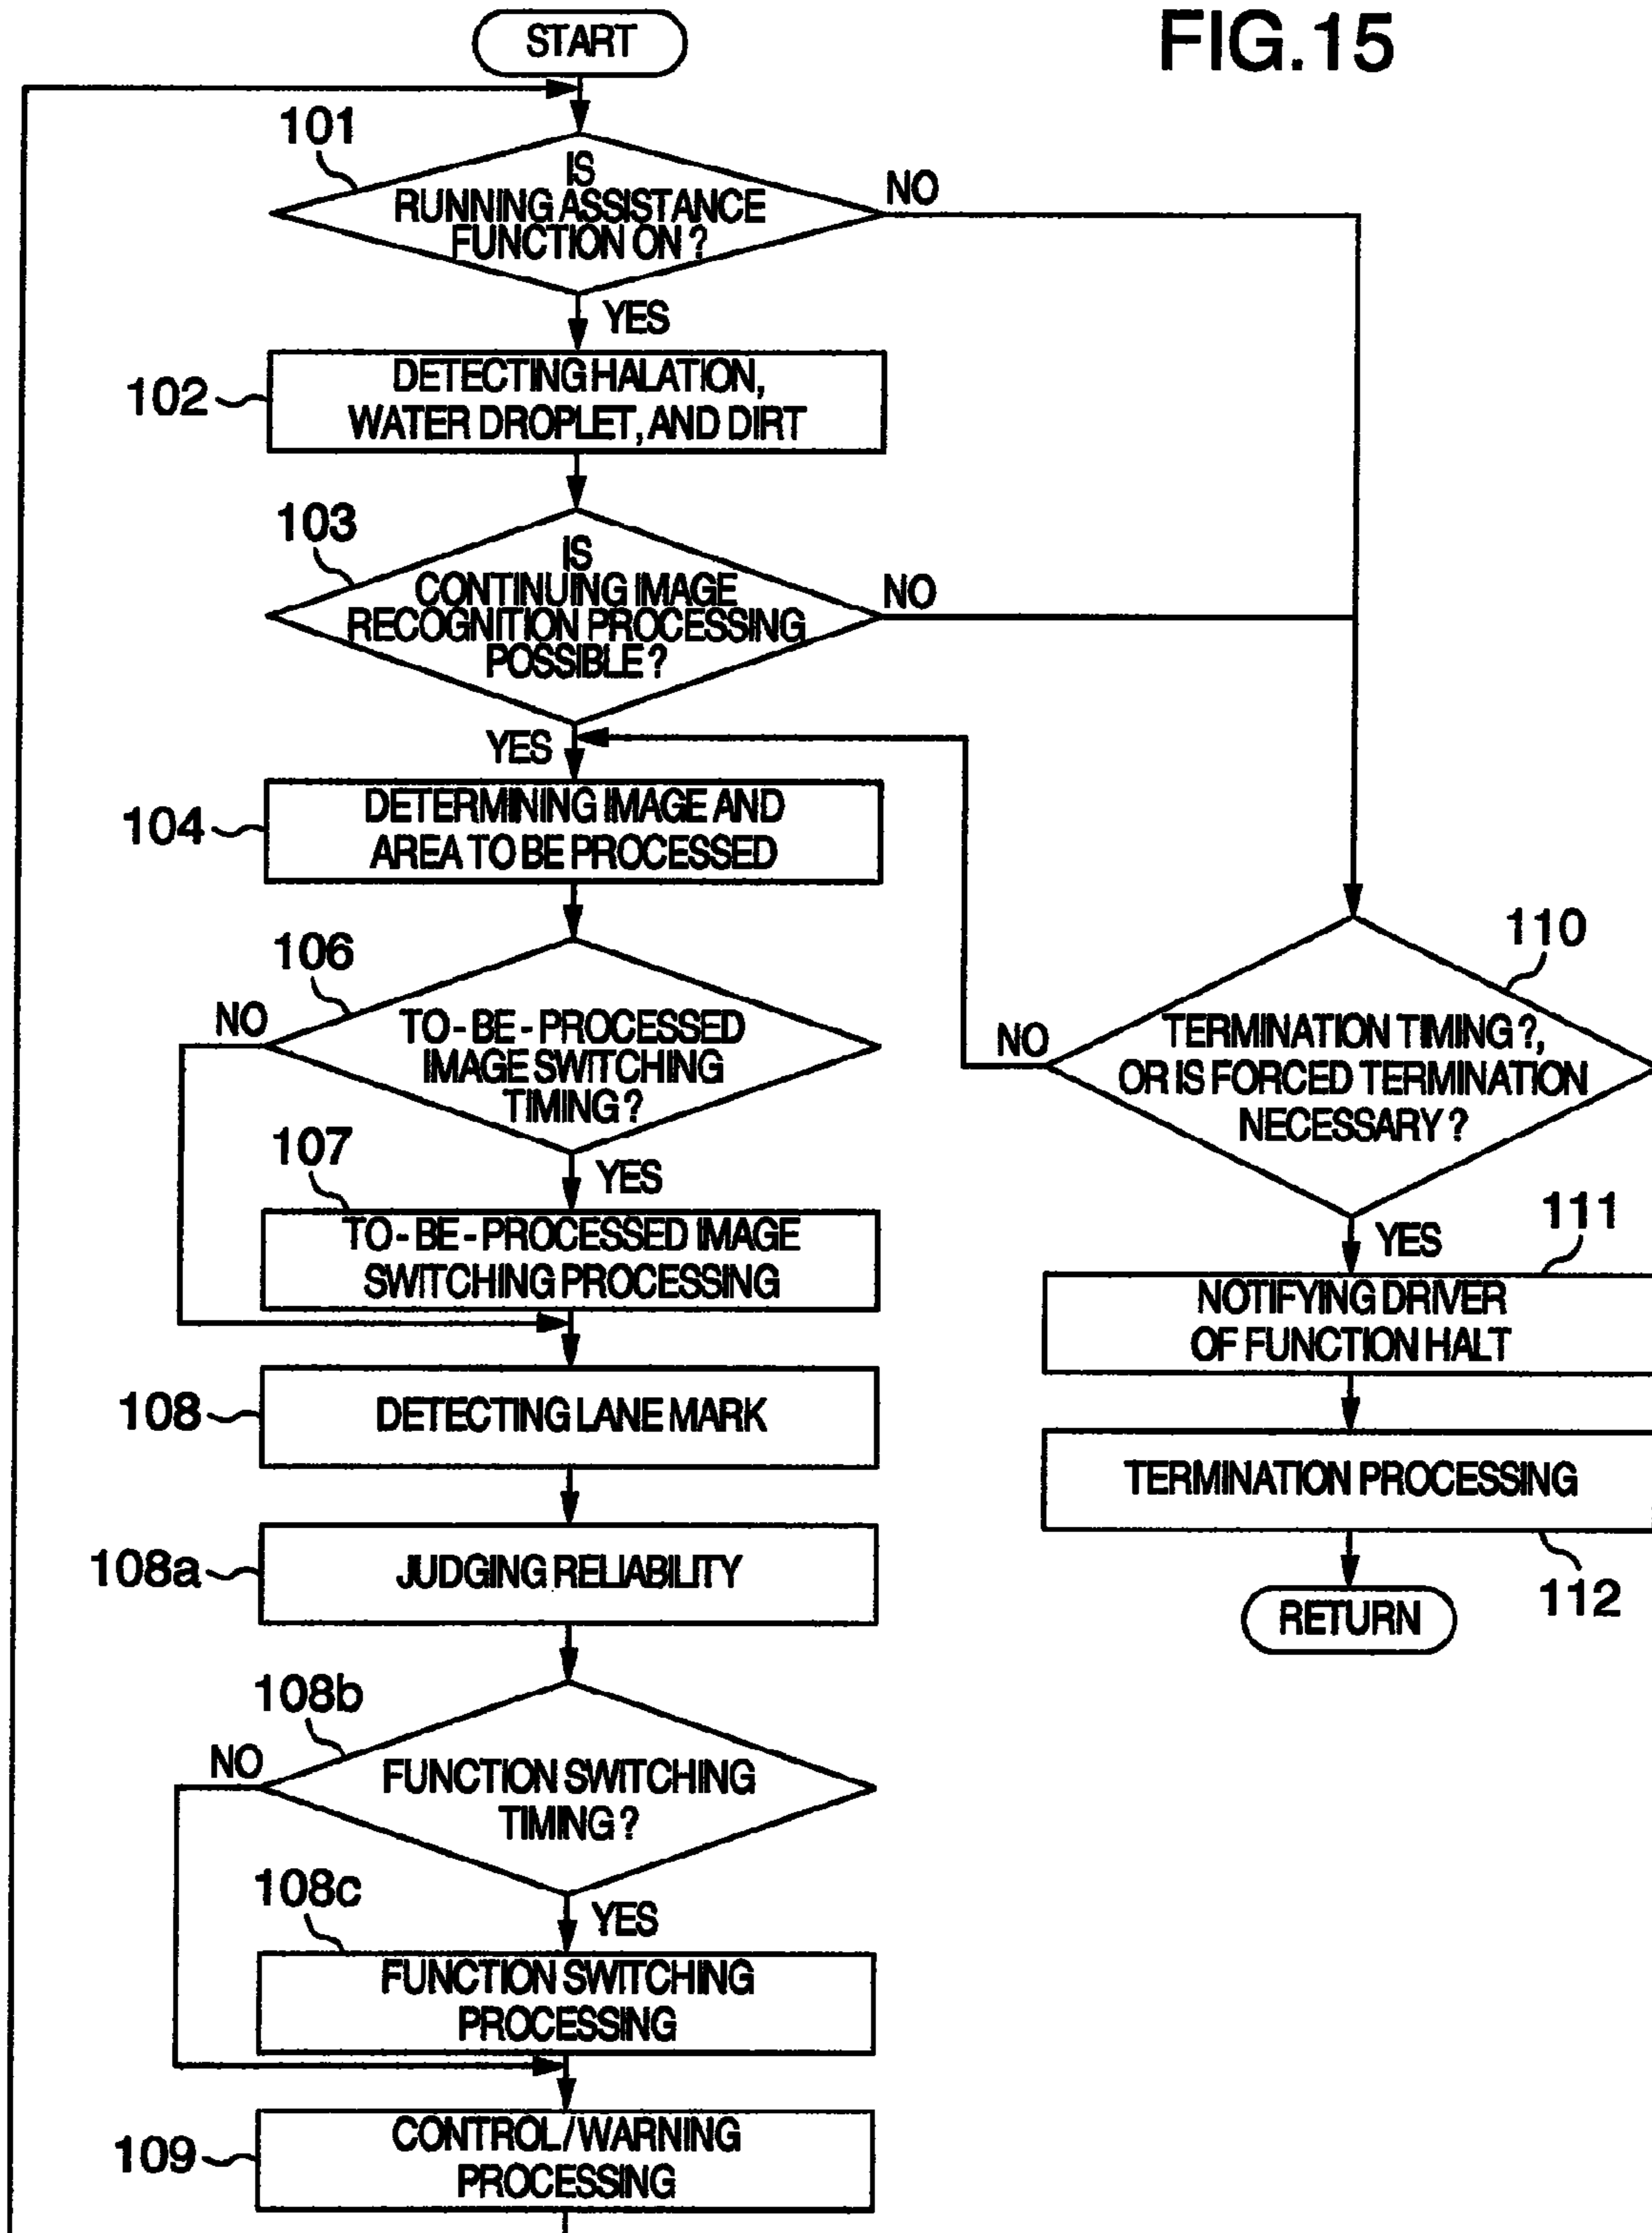 FIG.15
START
101
IS
RUNNING ASSISTANCE
FUNCTION ON ?
NO
YES
102
DETECTING HALATION,
WATER DROPLET, AND DIRT
103
IS
CONTINUING IMAGE
RECOGNITION PROCESSING
POSSIBLE ?
NO
YES
104
DETERMINING IMAGE AND
AREA TO BE PROCESSED
106
NO
TO - BE - PROCESSED
IMAGE SWITCHING
TIMING ?
YES
107
TO - BE - PROCESSED IMAGE
SWITCHING PROCESSING
108
DETECTING LANE MARK
108a
JUDGING RELIABILITY
108b
NO
FUNCTION SWITCHING
TIMING ?
YES
108c
FUNCTION SWITCHING
PROCESSING
109
CONTROL / WARNING
PROCESSING
110
NO
TERMINATION TIMING ?,
OR IS FORCED TERMINATION
NECESSARY ?
YES
111
NOTIFYING DRIVER
OF FUNCTION HALT
TERMINATION PROCESSING
112
RETURN